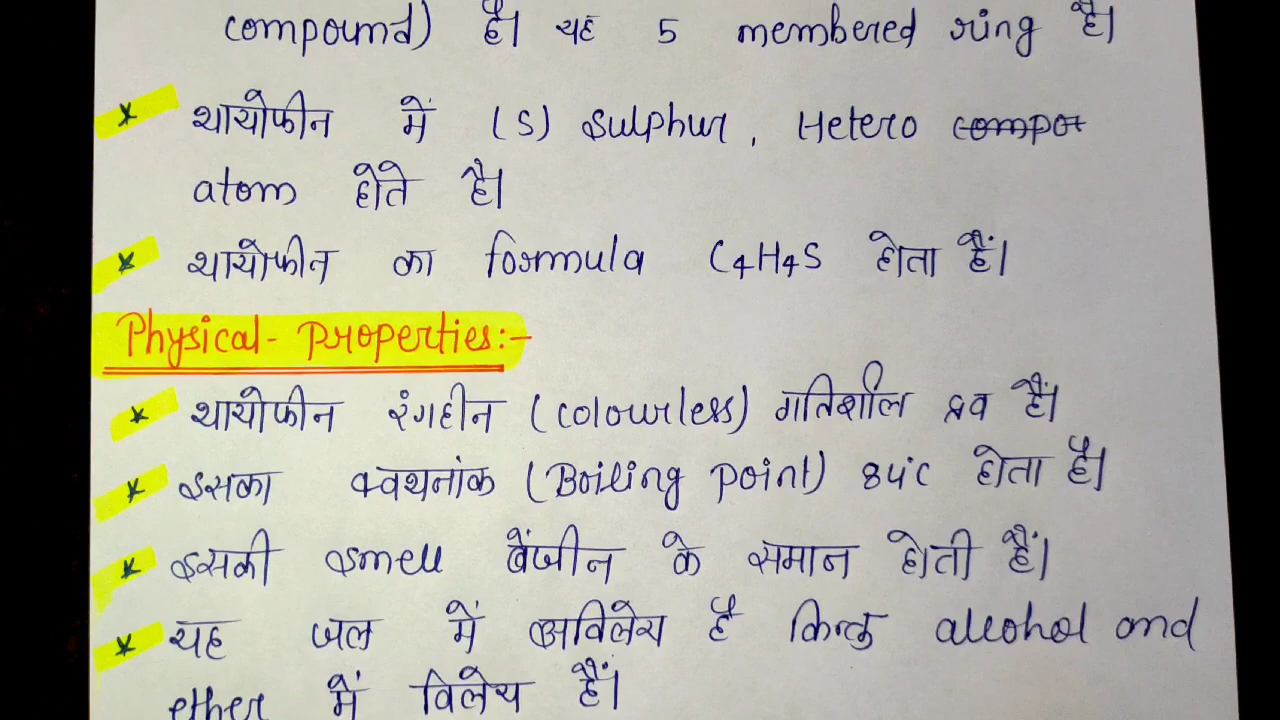 compound) है। यह 5 membered ring है।
* थायोफीन में (S) Sulphur, Hetero compot
atom होते है।
* थायोफीन का formula C4H4S होता हैं।
Physical- Properties:-
* थायोफीन रंगहीन (colourless) गतिशील द्रव हैं।
* इसका क्वथनांक (Boiling point) 84°c होता है।
* इसकी smell बेंजीन के समान होती हैं।
* यह जल में अविलेय है किन्तु alcohol and
ether में विलेय हैं।